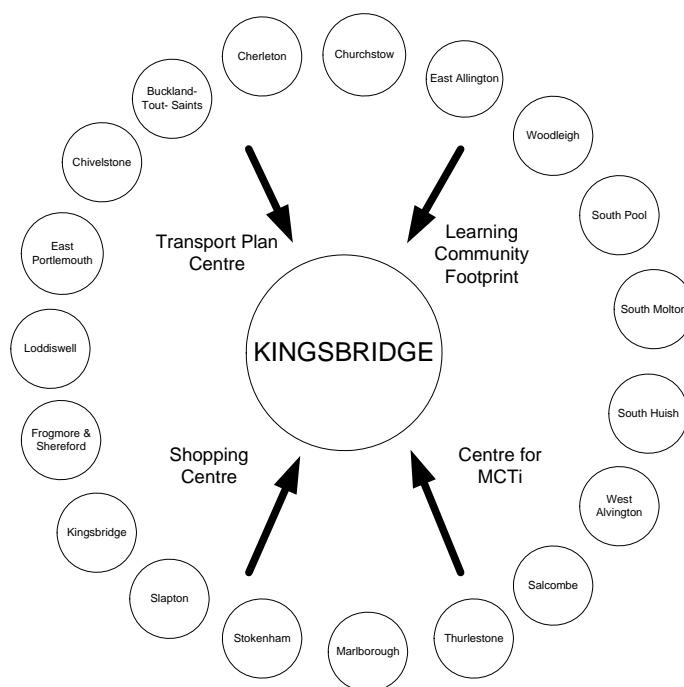 Cherleton
Churchstow
East Allington
Buckland-
Tout- Saints
Woodleigh
Chivelstone
South Pool
East
Portlemouth
Transport Plan
Centre
Learning
Community
Footprint
South Molton
Loddiswell
KINGSBRIDGE
South Huish
Frogmore &
Shereford
Shopping
Centre
Centre for
MCTi
West
Alvington
Kingsbridge
Salcombe
Slapton
Stokenham
Marlborough
Thurlestone